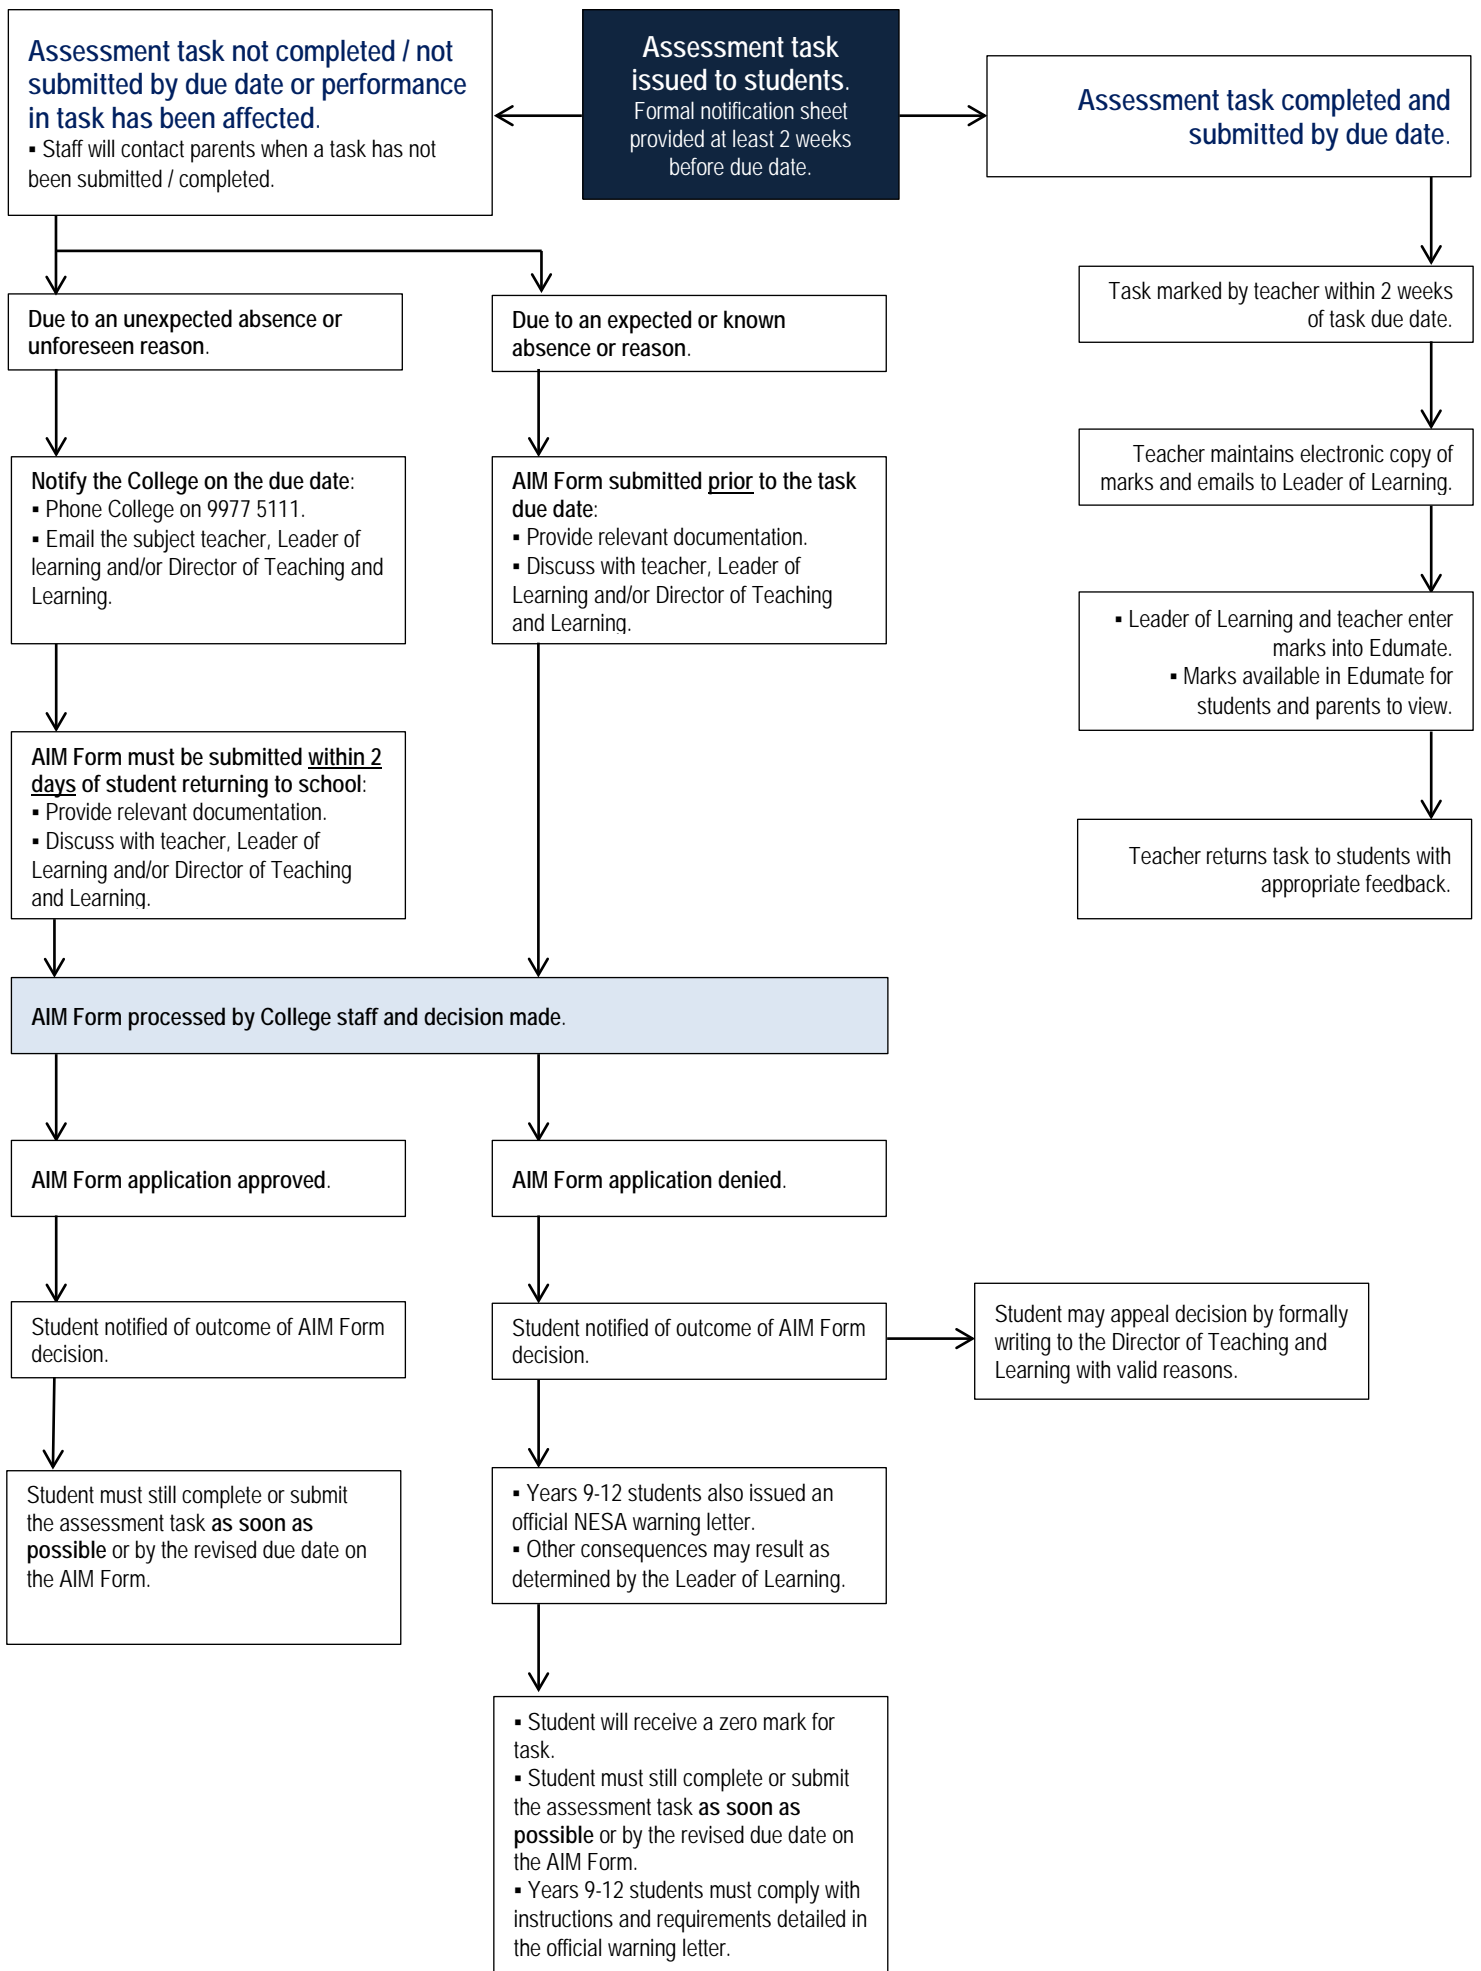 Assessment task not completed / not
submitted by due date or performance
in task has been affected.
▪ Staff will contact parents when a task has not
been submitted / completed.
Assessment task
issued to students.
Formal notification sheet
provided at least 2 weeks
before due date.
Assessment task completed and
submitted by due date.
Due to an unexpected absence or
unforeseen reason.
Due to an expected or known
absence or reason.
Task marked by teacher within 2 weeks
of task due date.
Notify the College on the due date:
▪ Phone College on 9977 5111.
▪ Email the subject teacher, Leader of
learning and/or Director of Teaching and
Learning.
AIM Form submitted prior to the task
due date:
▪ Provide relevant documentation.
▪ Discuss with teacher, Leader of
Learning and/or Director of Teaching
and Learning.
Teacher maintains electronic copy of
marks and emails to Leader of Learning.
▪ Leader of Learning and teacher enter
marks into Edumate.
▪ Marks available in Edumate for
students and parents to view.
AIM Form must be submitted within 2
days of student returning to school:
▪ Provide relevant documentation.
▪ Discuss with teacher, Leader of
Learning and/or Director of Teaching
and Learning.
Teacher returns task to students with
appropriate feedback.
AIM Form processed by College staff and decision made.
AIM Form application approved.
AIM Form application denied.
Student notified of outcome of AIM Form
decision.
Student notified of outcome of AIM Form
decision.
Student may appeal decision by formally
writing to the Director of Teaching and
Learning with valid reasons.
Student must still complete or submit
the assessment task as soon as
possible or by the revised due date on
the AIM Form.
▪ Years 9-12 students also issued an
official NESA warning letter.
▪ Other consequences may result as
determined by the Leader of Learning.
▪ Student will receive a zero mark for
task.
▪ Student must still complete or submit
the assessment task as soon as
possible or by the revised due date on
the AIM Form.
▪ Years 9-12 students must comply with
instructions and requirements detailed in
the official warning letter.